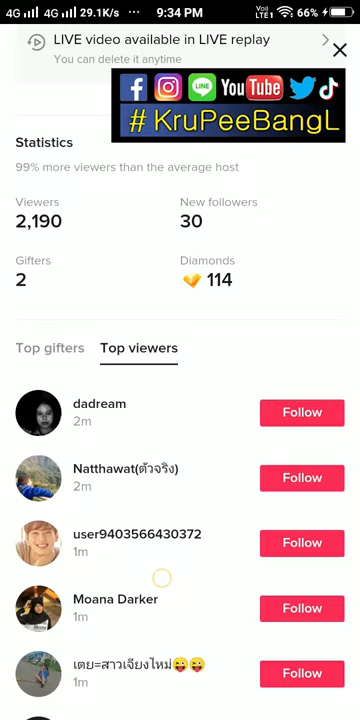 4G 4G 29.1K/s ... 9:34 PM Voij LTE1 66%
LIVE video available in LIVE replay
You can delete it anytime
YouTube
# KruPeeBangL
Statistics
99% more viewers than the average host
Viewers New followers
2,190 30
Gifters Diamonds
2 114
Top gifters Top viewers
dadream
2m
Follow
Natthawat(ตัวจริง)
2m
Follow
user9403566430372
1m
Follow
Moana Darker
1m
Follow
เตย=สาวเจียงใหม่😜😜
1m
Follow